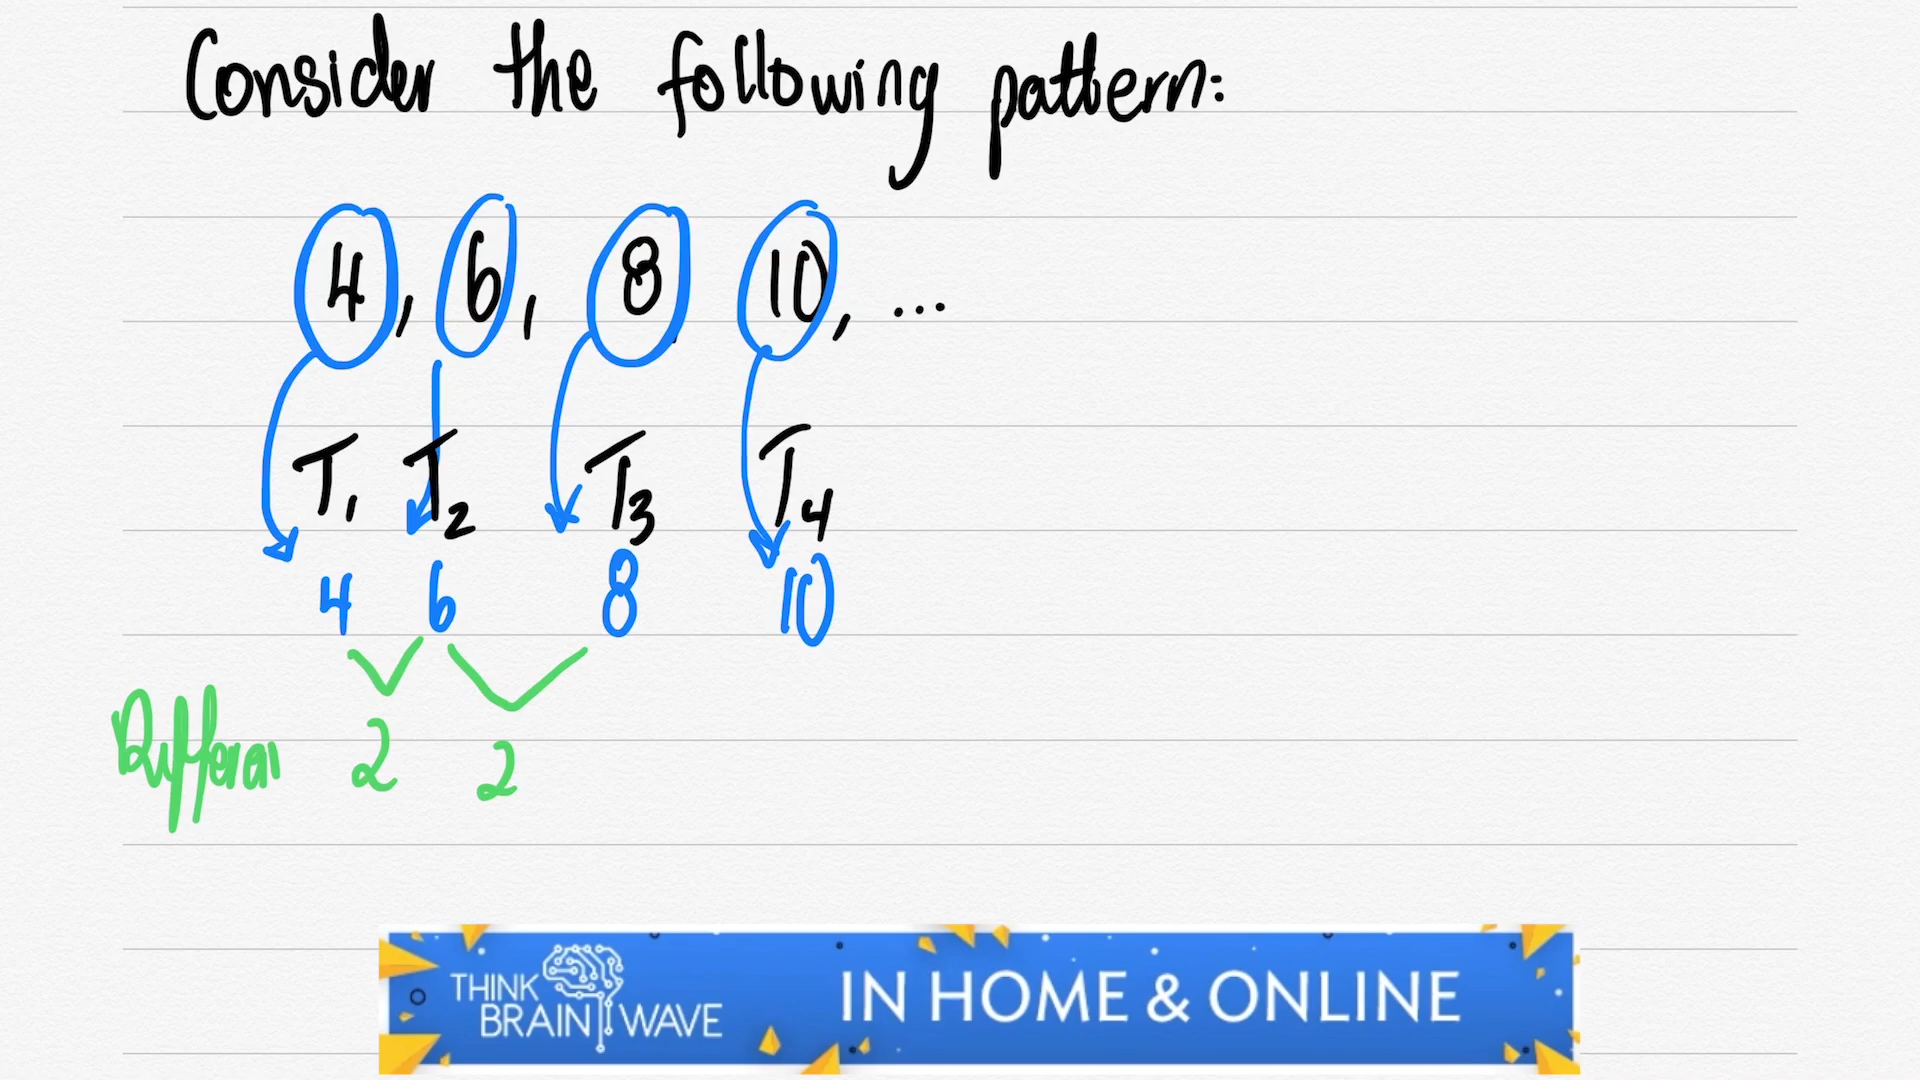 Consider the following pattern:
4, 6, 8 10, ...
T1 T2 T3 T4
4 6 8 10
2 2
THINK BRAIN WAVE
IN HOME & ONLINE